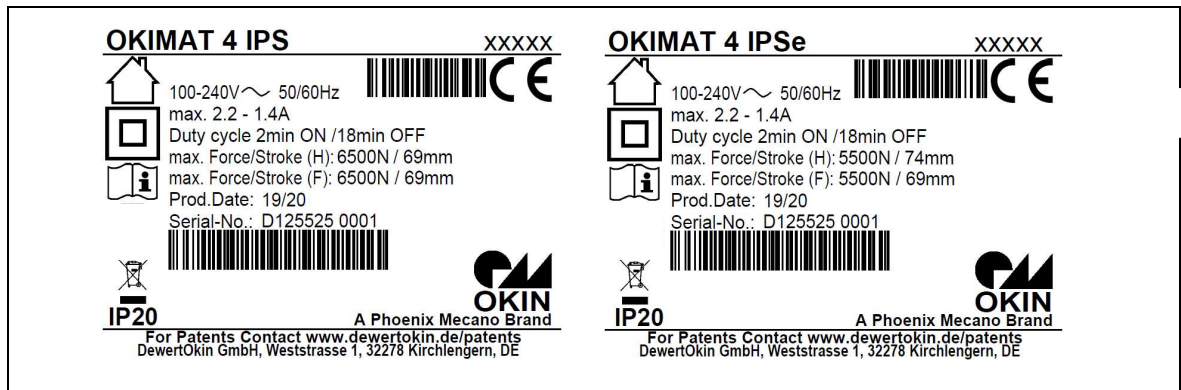 OKIMAT 4 IPS xxxxx
100-240V~ 50/60Hz
CE
max. 2.2 - 1.4A
Duty cycle 2min ON /18min OFF
max. Force/Stroke (H): 6500N / 69mm
max. Force/Stroke (F): 6500N / 69mm
Prod.Date: 19/20
Serial-No.: D125525 0001
OKIN
IP20
A Phoenix Mecano Brand
For Patents Contact www.dewertokin.de/patents
DewertOkin GmbH, Weststrasse 1, 32278 Kirchlengern, DE
OKIMAT 4 IPSe xxxxx
100-240V~ 50/60Hz
CE
max. 2.2 - 1.4A
Duty cycle 2min ON /18min OFF
max. Force/Stroke (H): 5500N / 74mm
max. Force/Stroke (F): 5500N / 69mm
Prod.Date: 19/20
Serial-No.: D125525 0001
OKIN
IP20
A Phoenix Mecano Brand
For Patents Contact www.dewertokin.de/patents
DewertOkin GmbH, Weststrasse 1, 32278 Kirchlengern, DE